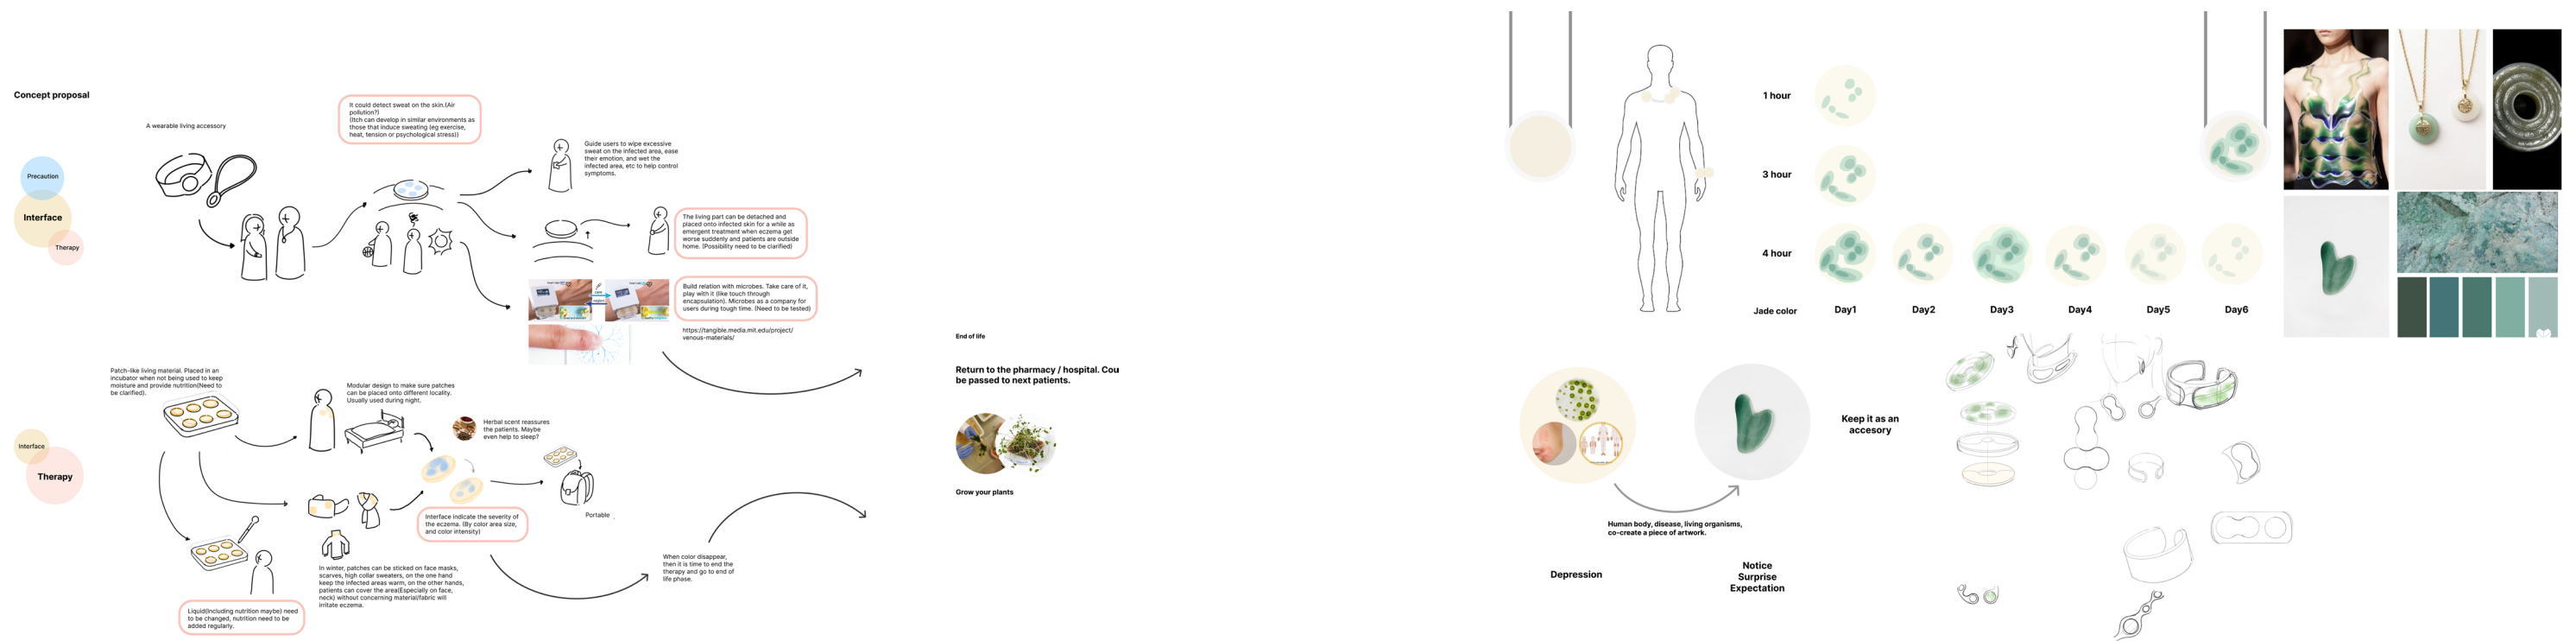 Concept proposal
A wearable living accessory
Precaution
Interface
Therapy
It could detect sweat on the skin.(Air
pollution?)
(Itch can develop in similar environments as
those that induce sweating (eg exercise,
heat, tension or psychological stress))
Guide users to wipe excessive
sweat on the infected area, ease
their emotion, and wet the
infected area, etc to help control
symptoms.
The living part can be detached and
placed onto infected skin for a while as
emergent treatment when eczema get
worse suddenly and patients are outside
home. (Possibility need to be clarified)
Build relation with microbes. Take care of it,
play with it (like touch through
encapsulation). Microbes as a company for
users during tough time. (Need to be tested)
https://tangible.media.mit.edu/project/
venous-materials/
Patch-like living material. Placed in an
incubator when not being used to keep
moisture and provide nutrition(Need to
be clarified).
Modular design to make sure patches
can be placed onto different locality.
Usually used during night.
Herbal scent reassures
the patients. Maybe
even help to sleep?
Interface
Therapy
Interface indicate the severity of
the eczema. (By color area size,
and color intensity)
Portable
In winter, patches can be sticked on face masks,
scarves, high collar sweaters, on the one hand
keep the infected areas warm, on the other hands,
patients can cover the area(Especially on face,
neck) without concerning material/fabric will
irritate eczema.
Liquid(Including nutrition maybe) need
to be changed, nutrition need to be
added regularly.
When color disappear,
then it is time to end the
therapy and go to end of
life phase.
End of life
Return to the pharmacy / hospital. Cou
be passed to next patients.
Grow your plants
1 hour
3 hour
4 hour
Jade color
Day1
Day2
Day3
Day4
Day5
Day6
Keep it as an
accesory
Human body, disease, living organisms,
co-create a piece of artwork.
Depression
Notice
Surprise
Expectation